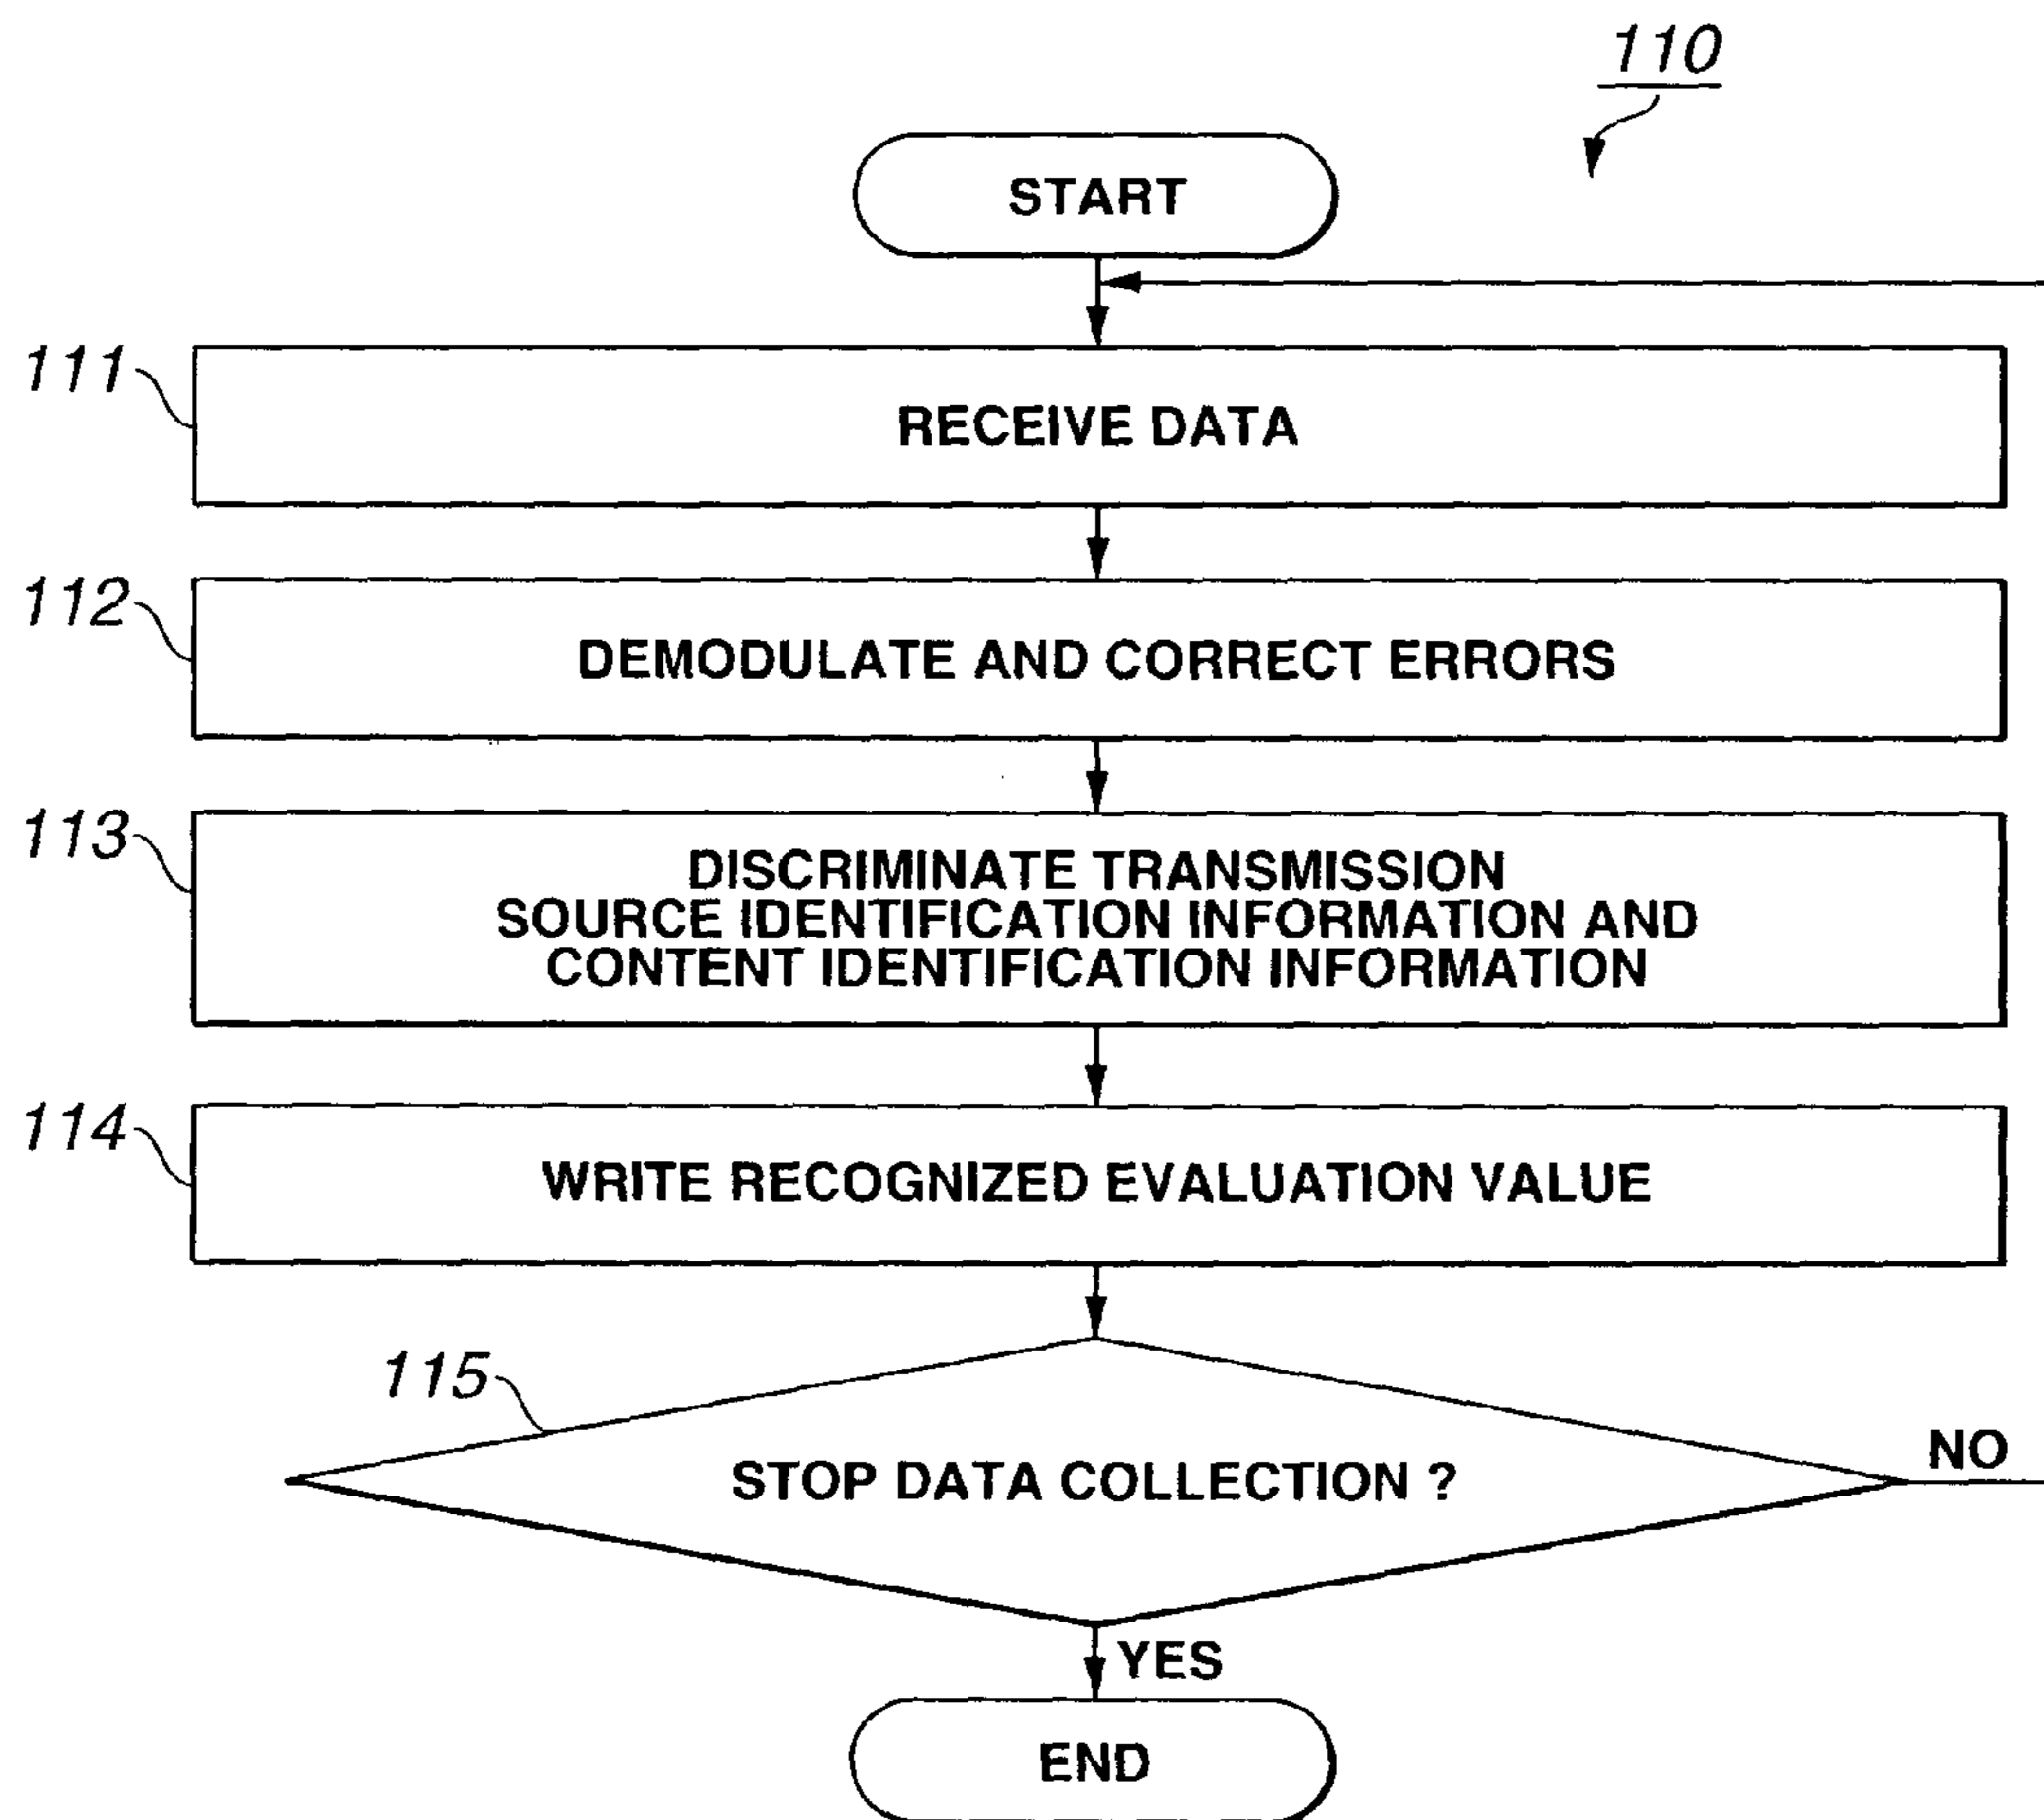 110
START
111
RECEIVE DATA
112
DEMODULATE AND CORRECT ERRORS
113
DISCRIMINATE TRANSMISSION
SOURCE IDENTIFICATION INFORMATION AND
CONTENT IDENTIFICATION INFORMATION
114
WRITE RECOGNIZED EVALUATION VALUE
115
STOP DATA COLLECTION ?
NO
YES
END